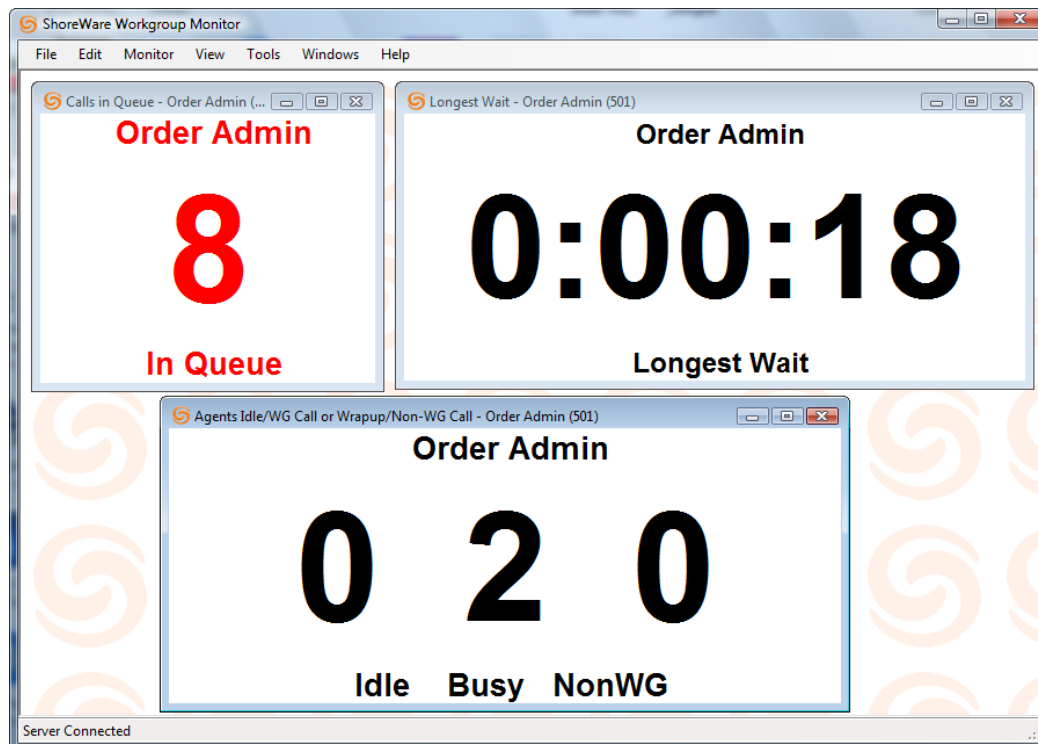 ShoreWare Workgroup Monitor
File Edit Monitor View Tools Windows Help
Calls in Queue - Order Admin (...
Order Admin
8
In Queue
Longest Wait - Order Admin (501)
Order Admin
0:00:18
Longest Wait
Agents Idle/WG Call or Wrapup/Non-WG Call - Order Admin (501)
Order Admin
0 2 0
Idle Busy NonWG
Server Connected